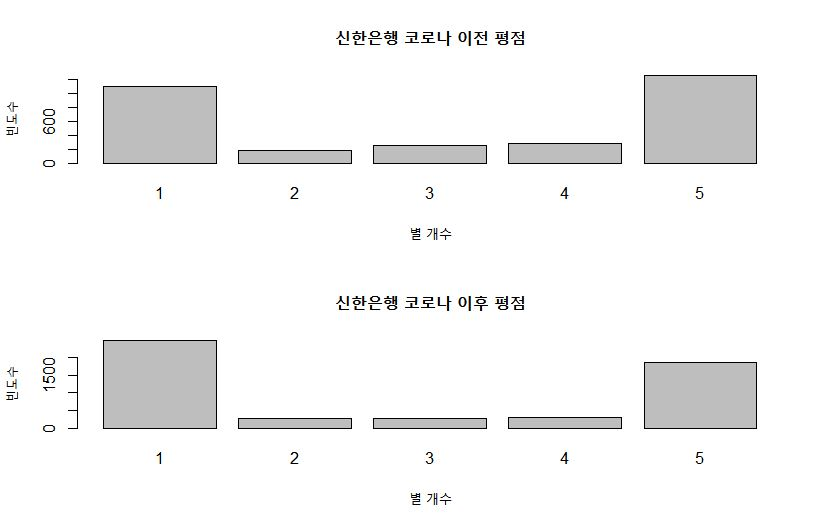 신한은행 코로나 이전 평점
빈도수
600
0
1 2 3 4 5
별 개수
신한은행 코로나 이후 평점
빈도수
1500
0
1 2 3 4 5
별 개수